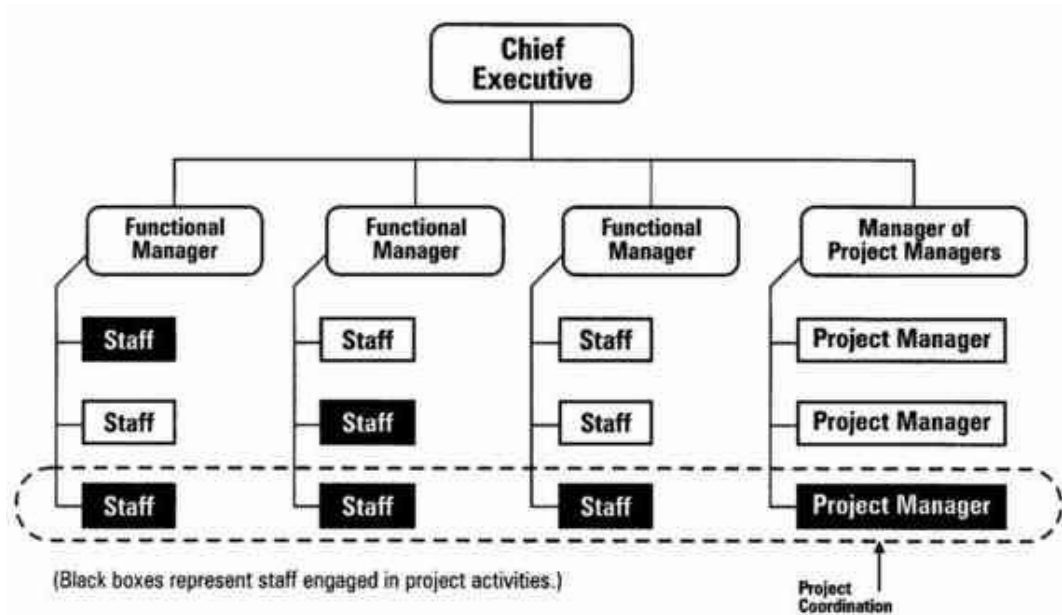 Chief
Executive
Functional
Manager
Functional
Manager
Functional
Manager
Manager of
Project Managers
Staff
Staff
Staff
Project Manager
Staff
Staff
Staff
Project Manager
Staff
Staff
Staff
Project Manager
(Black boxes represent staff engaged in project activities.)
Project
Coordination